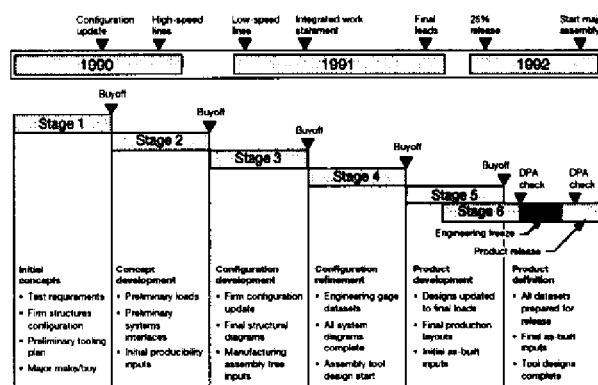 Configuration
update
High-speed
lines
Low-speed
lines
Integrated work
statement
Final
loads
25%
release
Start major
assembly
1990
1991
1992
Buyoff
Stage 1
Buyoff
Stage 2
Buyoff
Stage 3
Buyoff
Stage 4
Buyoff
Stage 5
DPA
check
DPA
check
Stage 6
Engineering freeze
Product release
Initial
concepts
• Test requirements
• Firm structures
configuration
• Preliminary tooling
plan
• Major make/buy
Concept
development
• Preliminary loads
• Preliminary
systems
interfaces
• Initial producibility
inputs
Configuration
development
• Firm configuration
update
• Final structural
diagrams
• Manufacturing
assembly tree
inputs
Configuration
refinement
• Engineering gage
datasets
• All system
diagrams
complete
• Assembly tool
design start
Product
development
• Designs updated
to final loads
• Final production
layouts
• Initial as-built
inputs
Product
definition
• All datasets
prepared for
release
• Final as-built
inputs
• Tool designs
complete